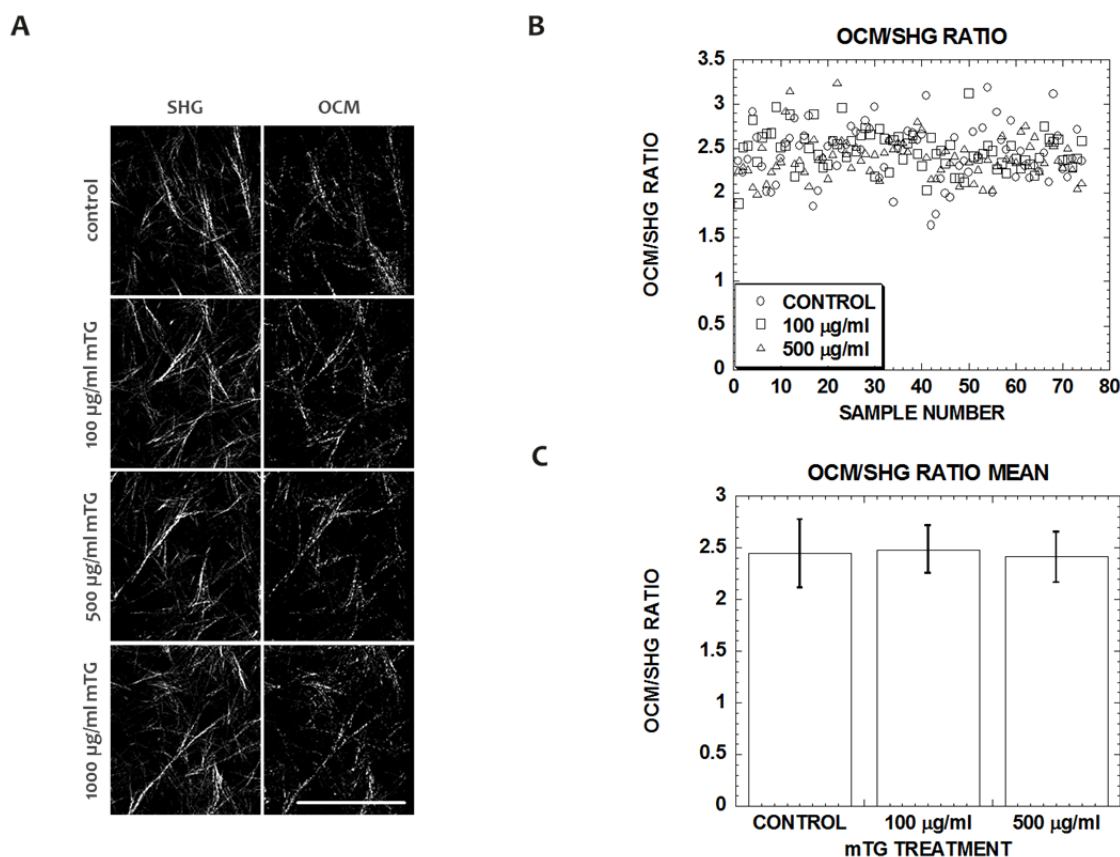 A
SHG OCM
control
100 µg/ml mTG
500 µg/ml mTG
1000 µg/ml mTG
B
OCM/SHG RATIO
OCM/SHG RATIO
3.5
3
2.5
2
1.5
1
0.5
0
CONTROL
100 µg/ml
500 µg/ml
0 10 20 30 40 50 60 70 80
SAMPLE NUMBER
C
OCM/SHG RATIO MEAN
OCM/SHG RATIO
3
2.5
2
1.5
1
0.5
0
CONTROL 100 µg/ml 500 µg/ml
mTG TREATMENT